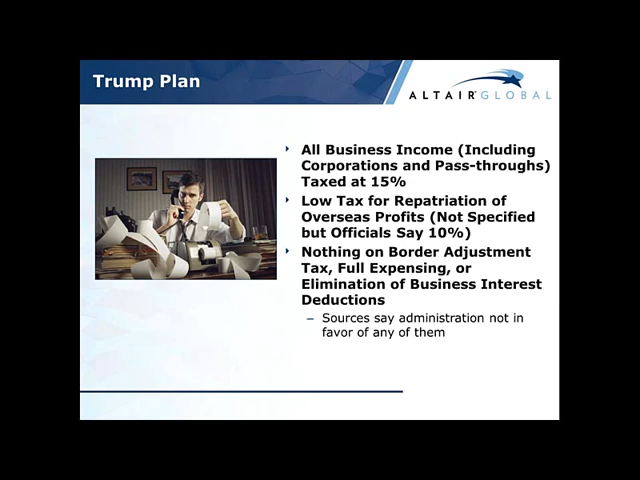 Trump Plan
ALTAIR GLOBAL
All Business Income (Including
Corporations and Pass-throughs)
Taxed at 15%
Low Tax for Repatriation of
Overseas Profits (Not Specified
but Officials Say 10%)
Nothing on Border Adjustment
Tax, Full Expensing, or
Elimination of Business Interest
Deductions
– Sources say administration not in
favor of any of them